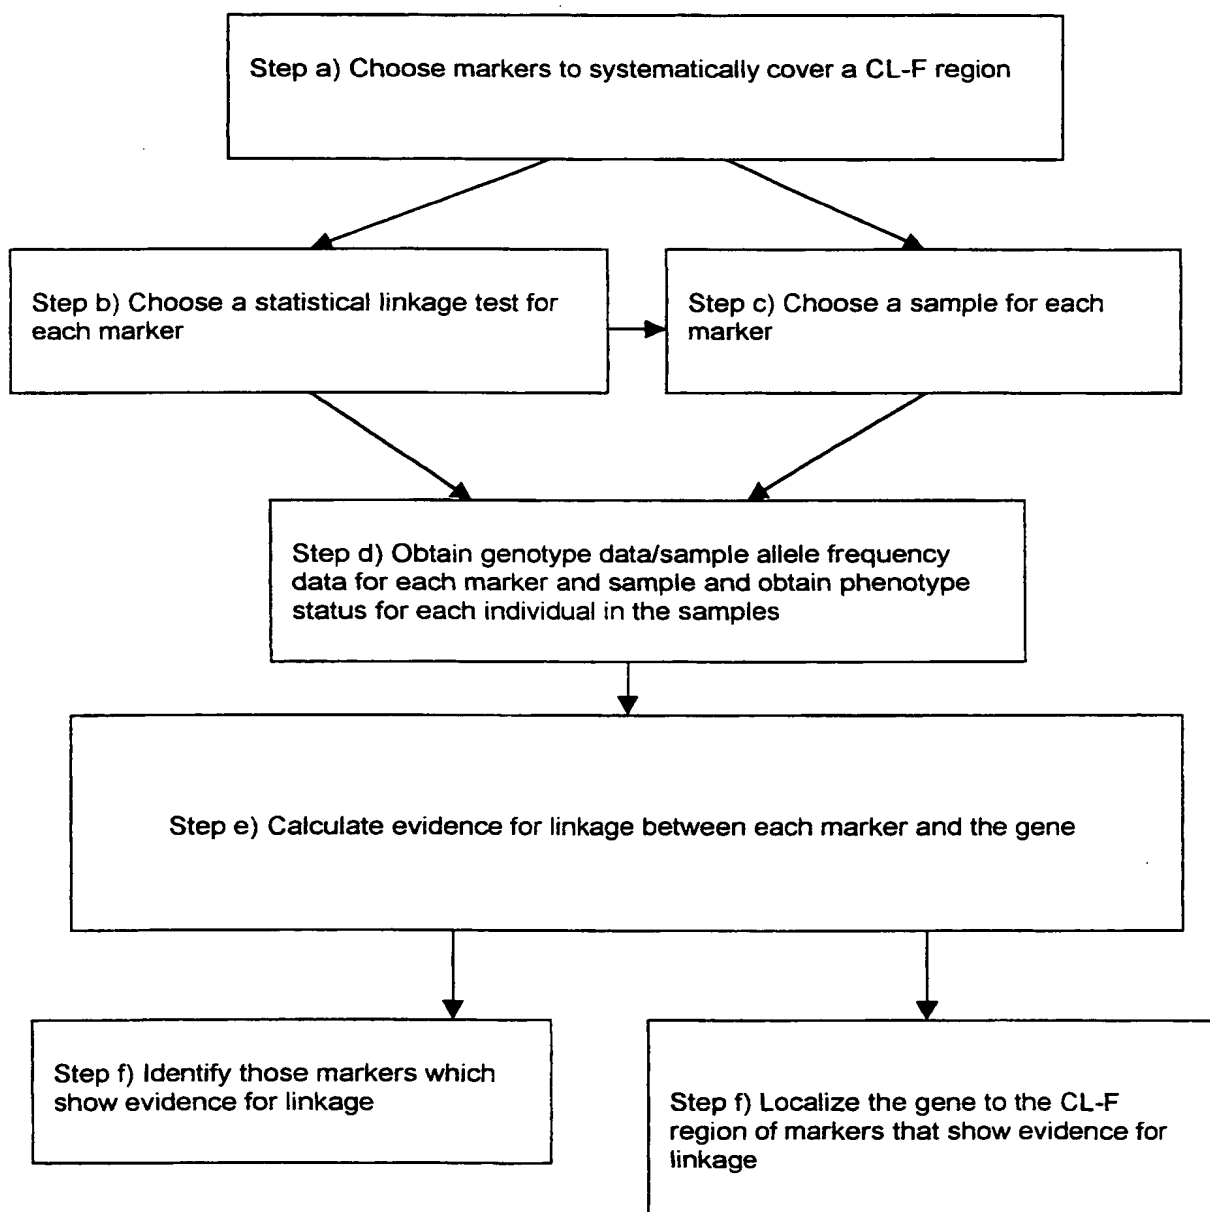 Step a) Choose markers to systematically cover a CL-F region
Step b) Choose a statistical linkage test for
each marker
Step c) Choose a sample for each
marker
Step d) Obtain genotype data/sample allele frequency
data for each marker and sample and obtain phenotype
status for each individual in the samples
Step e) Calculate evidence for linkage between each marker and the gene
Step f) Identify those markers which
show evidence for linkage
Step f) Localize the gene to the CL-F
region of markers that show evidence for
linkage